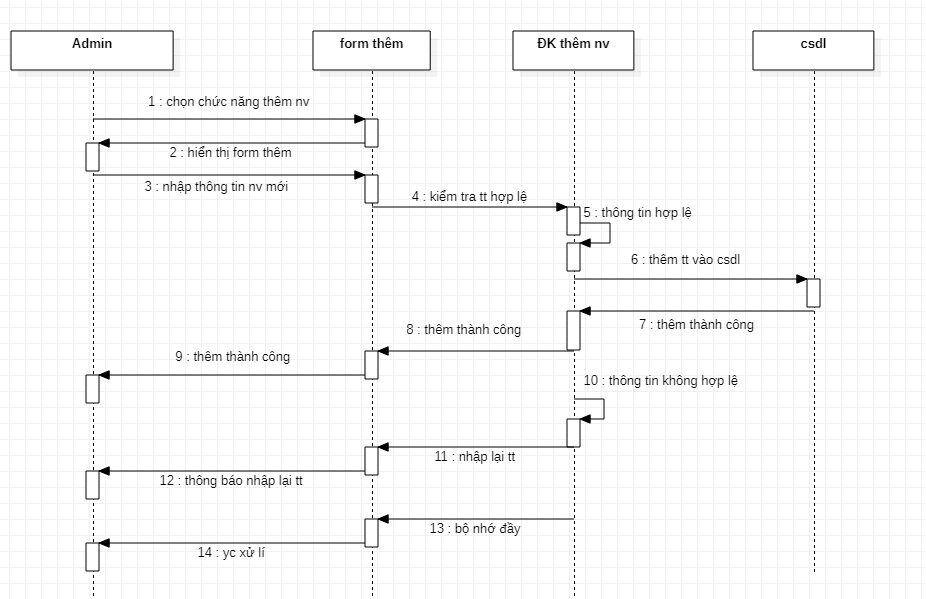 Admin
form thêm
ĐK thêm nv
csdl
1 : chọn chức năng thêm nv
2 : hiển thị form thêm
3 : nhập thông tin nv mới
4 : kiểm tra tt hợp lệ
5 : thông tin hợp lệ
6 : thêm tt vào csdl
7 : thêm thành công
8 : thêm thành công
9 : thêm thành công
10 : thông tin không hợp lệ
11 : nhập lại tt
12 : thông báo nhập lại tt
13 : bộ nhớ đầy
14 : yc xử lí